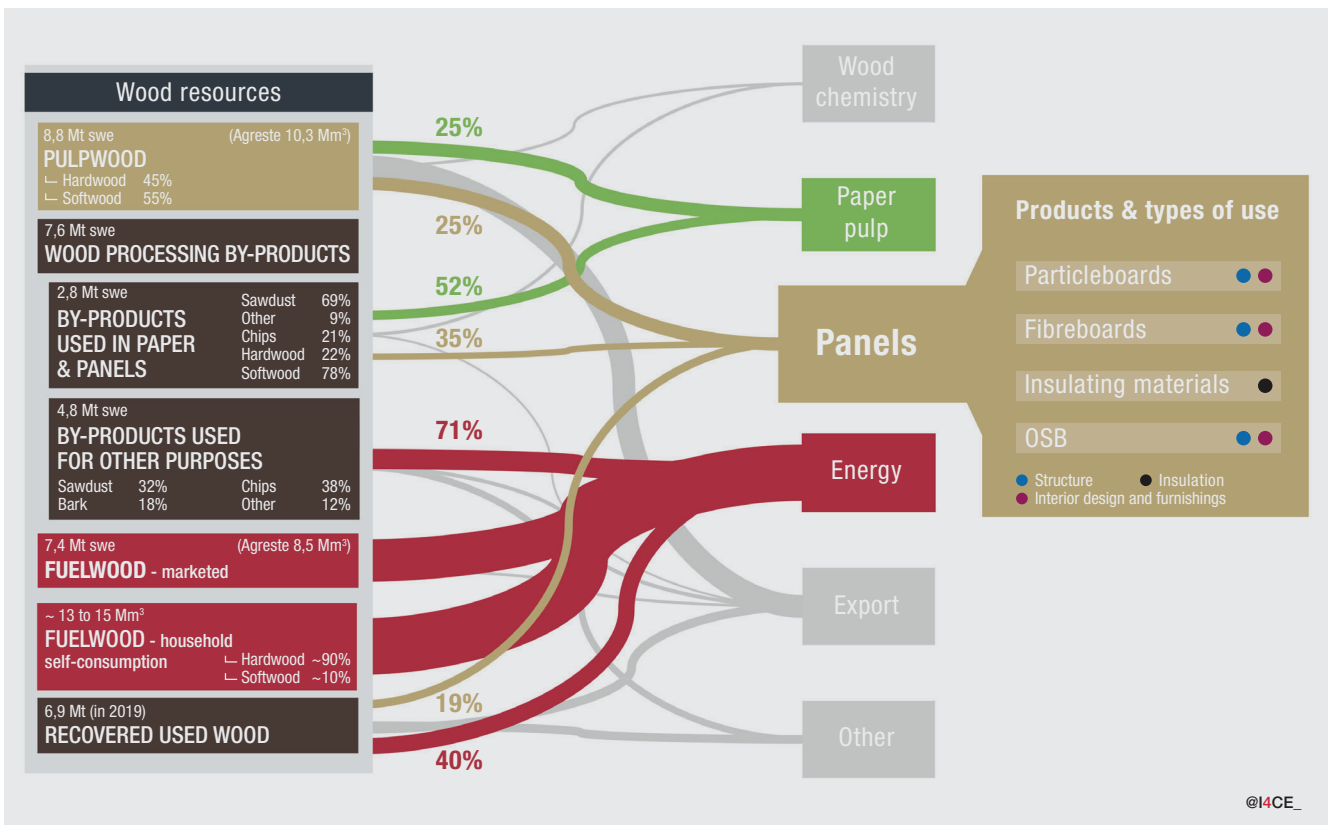 Wood resources
8,8 Mt swe (Agreste 10,3 Mm³)
PULPWOOD
Hardwood 45%
Softwood 55%
7,6 Mt swe
WOOD PROCESSING BY-PRODUCTS
2,8 Mt swe
BY-PRODUCTS
USED IN PAPER
& PANELS
Sawdust 69%
Other 9%
Chips 21%
Hardwood 22%
Softwood 78%
4,8 Mt swe
BY-PRODUCTS USED
FOR OTHER PURPOSES
Sawdust 32% Chips 38%
Bark 18% Other 12%
7,4 Mt swe (Agreste 8,5 Mm³)
FUELWOOD - marketed
~ 13 to 15 Mm³
FUELWOOD - household
self-consumption
Hardwood ~90%
Softwood ~10%
6,9 Mt (in 2019)
RECOVERED USED WOOD
25%
25%
52%
35%
71%
19%
40%
Wood
chemistry
Paper
pulp
Panels
Energy
Export
Other
Products & types of use
Particleboards
Fibreboards
Insulating materials
OSB
Structure Insulation
Interior design and furnishings
@I4CE_